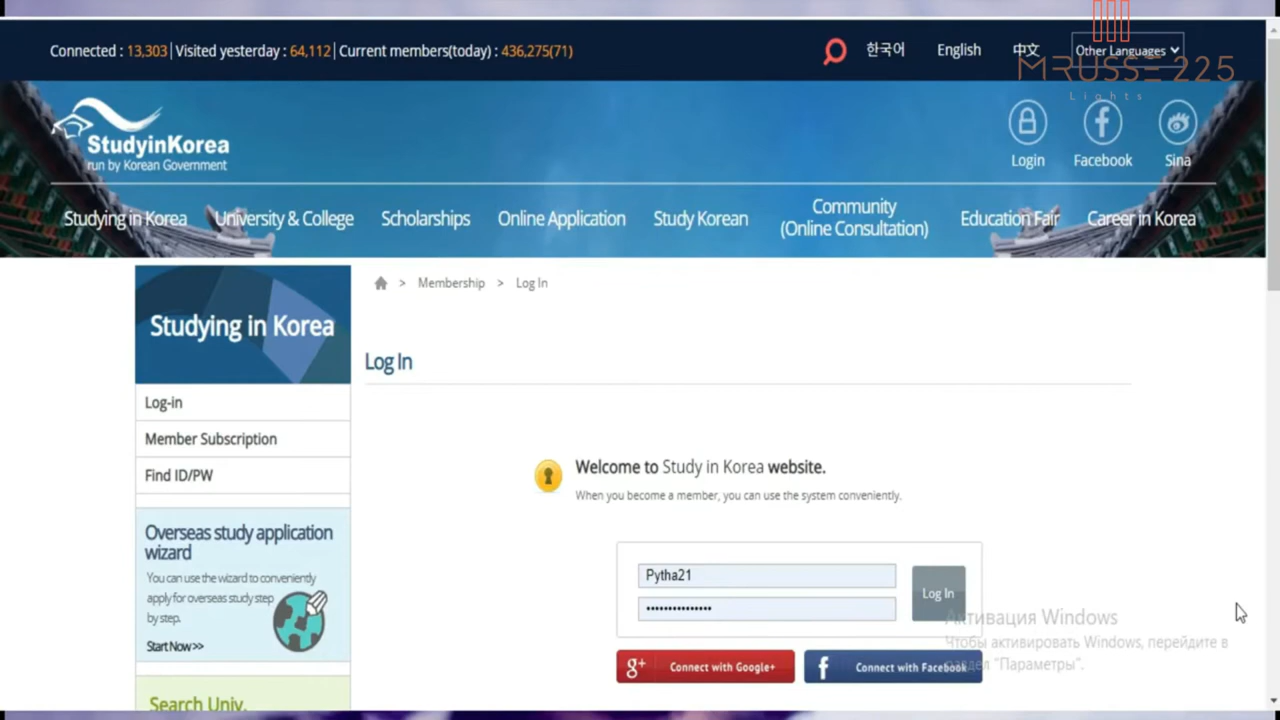 Connected : 13,303 | Visited yesterday : 64,112 | Current members(today) : 436,275(71)
한국어
English
中文
Other Languages
MRUSSE 225
Lights
StudyinKorea
run by Korean Government
Login
Facebook
Sina
Studying in Korea
University & College
Scholarships
Online Application
Study Korean
Community
(Online Consultation)
Education Fair
Career in Korea
Studying in Korea
> Membership > Log In
Log In
Log-in
Member Subscription
Find ID/PW
Welcome to Study in Korea website.
When you become a member, you can use the system conveniently.
Overseas study application
wizard
You can use the wizard to conveniently
apply for overseas study step
by step.
Start Now >>
Pytha21
•••••••••••••••
Log In
Активация Windows
Чтобы активировать Windows, перейдите в
раздел "Параметры".
g+ Connect with Google+
f Connect with Facebook
Search Univ.